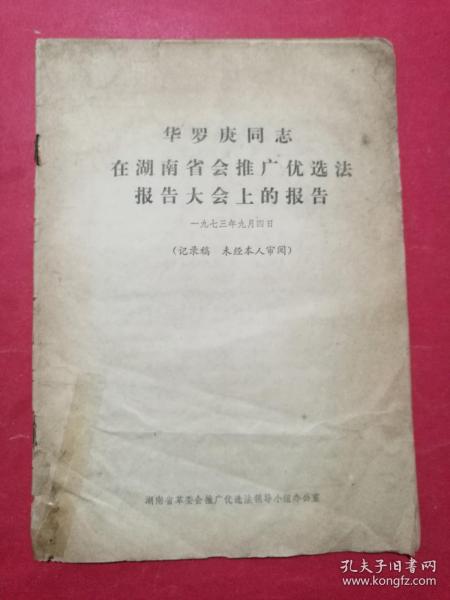 华罗庚同志
在湖南省会推广优选法
报告大会上的报告
一九七三年九月四日
（记录稿　未经本人审阅）
湖南省革委会推广优选法领导小组办公室
孔夫子旧书网
www.kongfz.com